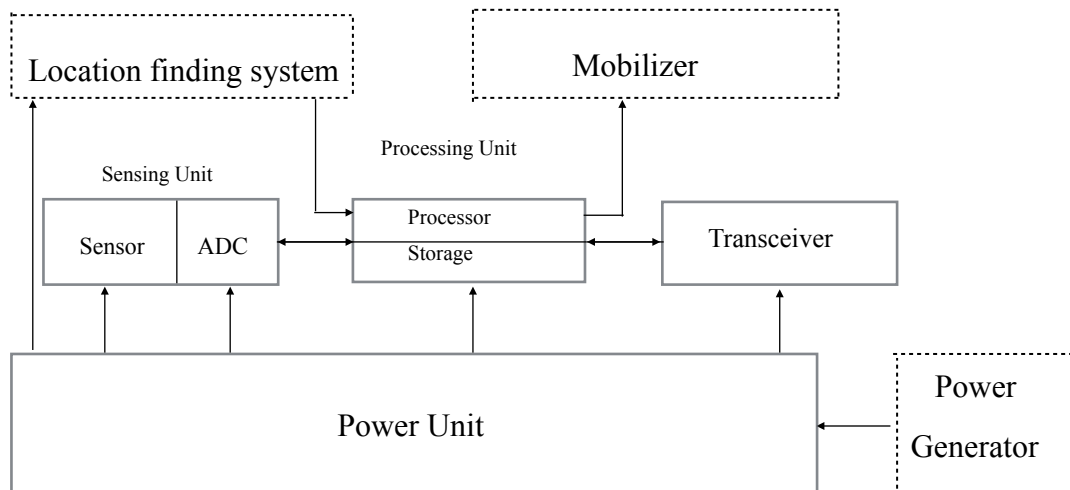 Location finding system
Mobilizer
Processing Unit
Sensing Unit
Sensor
ADC
Processor
Storage
Transceiver
Power Unit
Power
Generator